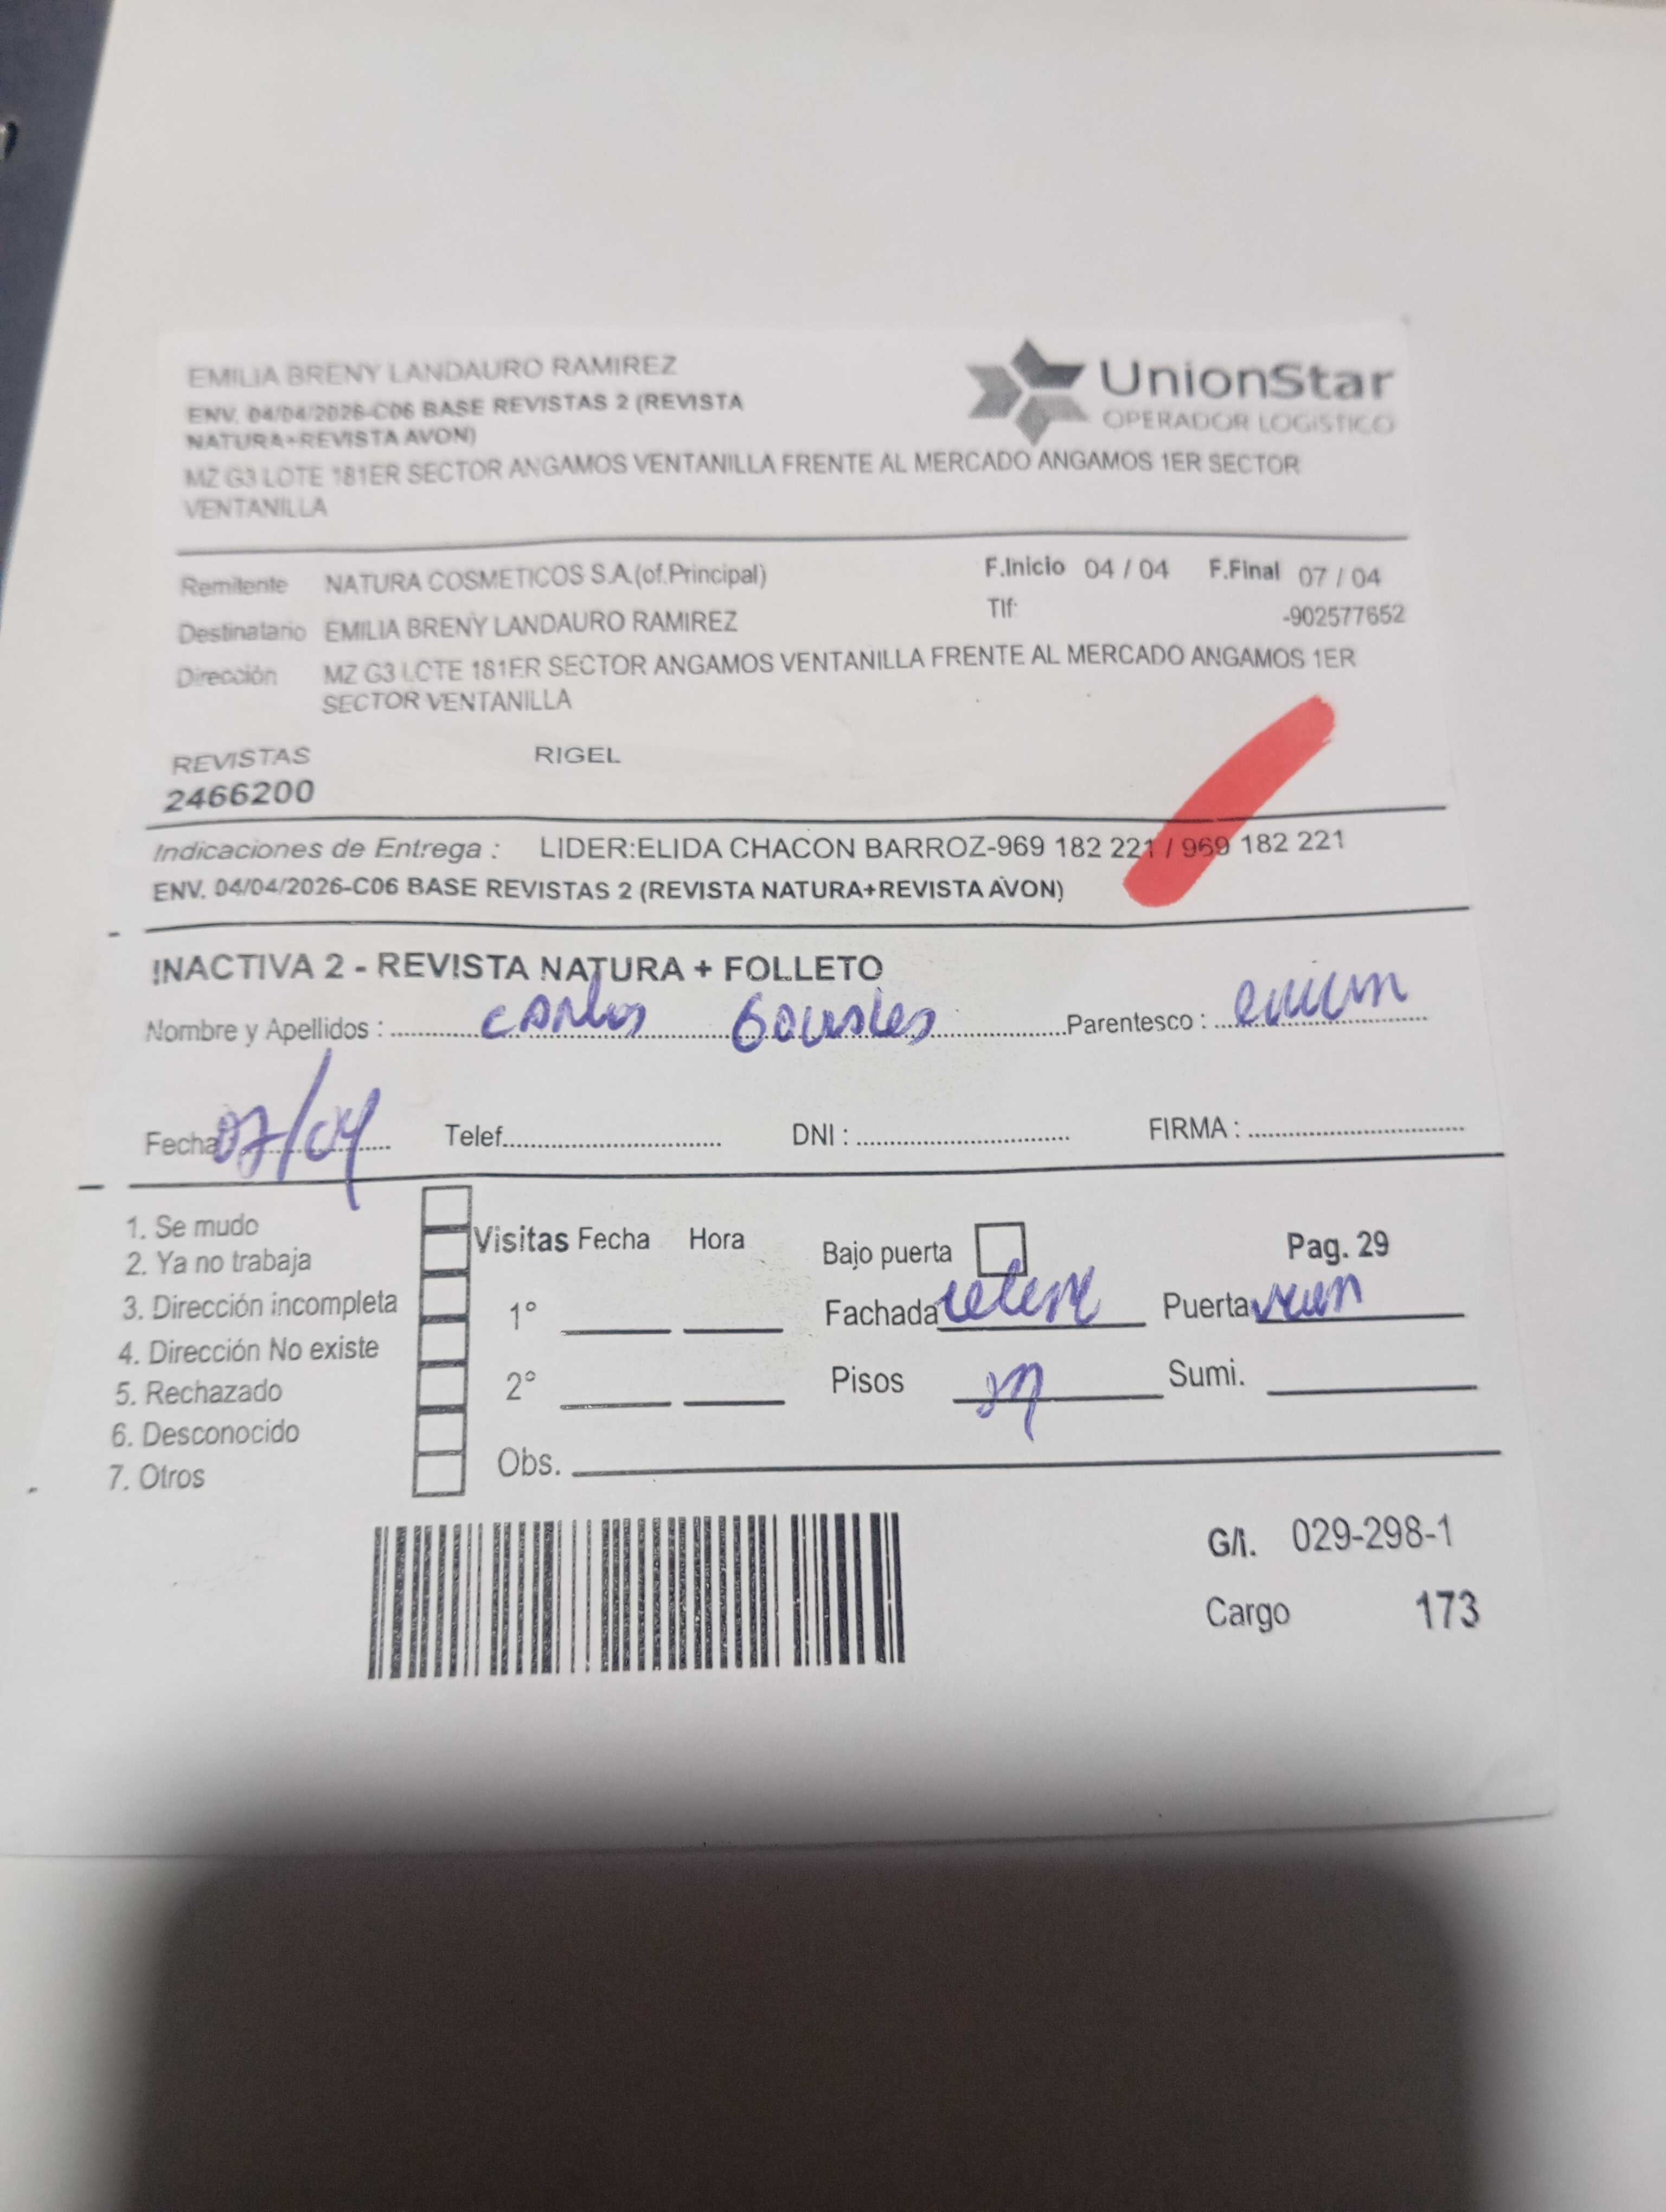 EMILIA BRENY LANDAURO RAMIREZ
ENV. 04/04/2026-C06 BASE REVISTAS 2 (REVISTA
NATURA+REVISTA AVON)
UnionStar
OPERADOR LOGíSTICO
MZ G3 LOTE 181ER SECTOR ANGAMOS VENTANILLA FRENTE AL MERCADO ANGAMOS 1ER SECTOR
VENTANILLA
Remitente NATURA COSMETICOS S.A.(of.Principal) F.Inicio 04 / 04 F.Final 07 / 04
Destinatario EMILIA BRENY LANDAURO RAMIREZ Tlf: -902577652
Dirección MZ G3 LOTE 181ER SECTOR ANGAMOS VENTANILLA FRENTE AL MERCADO ANGAMOS 1ER
SECTOR VENTANILLA
REVISTAS RIGEL
2466200
Indicaciones de Entrega : LIDER:ELIDA CHACON BARROZ-969 182 221 / 969 182 221
ENV. 04/04/2026-C06 BASE REVISTAS 2 (REVISTA NATURA+REVISTA AVON)
INACTIVA 2 - REVISTA NATURA + FOLLETO
Nombre y Apellidos : Carlos Parentesco :
Fecha 07/04 Telef. DNI : FIRMA :
1. Se mudo
2. Ya no trabaja
3. Dirección incompleta
4. Dirección No existe
5. Rechazado
6. Desconocido
7. Otros
Visitas Fecha Hora
1°
2°
Obs.
Bajo puerta Pag. 29
Fachada Puerta
Pisos Sumi.
G/I. 029-298-1
Cargo 173